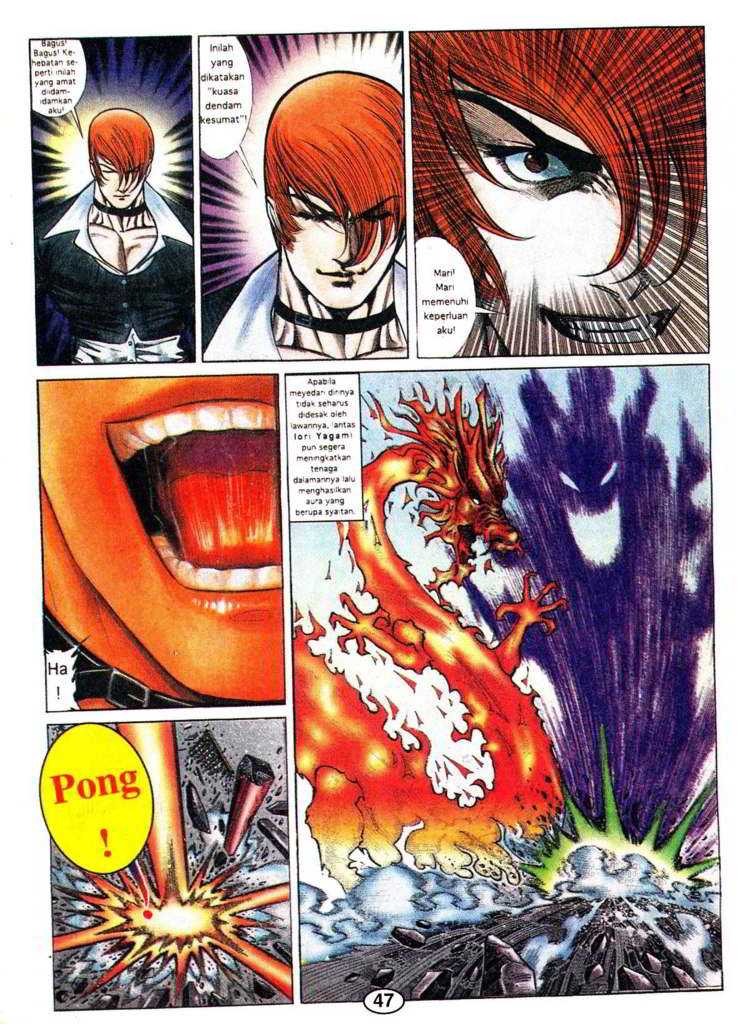 Bagus!
Bagus! Ke-
hebatan se-
perti inilah
yang amat
diidam-
idamkan
aku!
Inilah
yang
dikatakan
"kuasa
dendam
kesumat"!
Mari!
Mari
memenuhi
keperluan
aku!
Ha
!
Apabila
meyedari dirinya
tidak seharus
didesak oleh
lawannya, lantas
Iori Yagami
pun segera
meningkatkan
tenaga
dalamannya lalu
menghasilkan
aura yang
berupa syaitan.
Pong
!
47